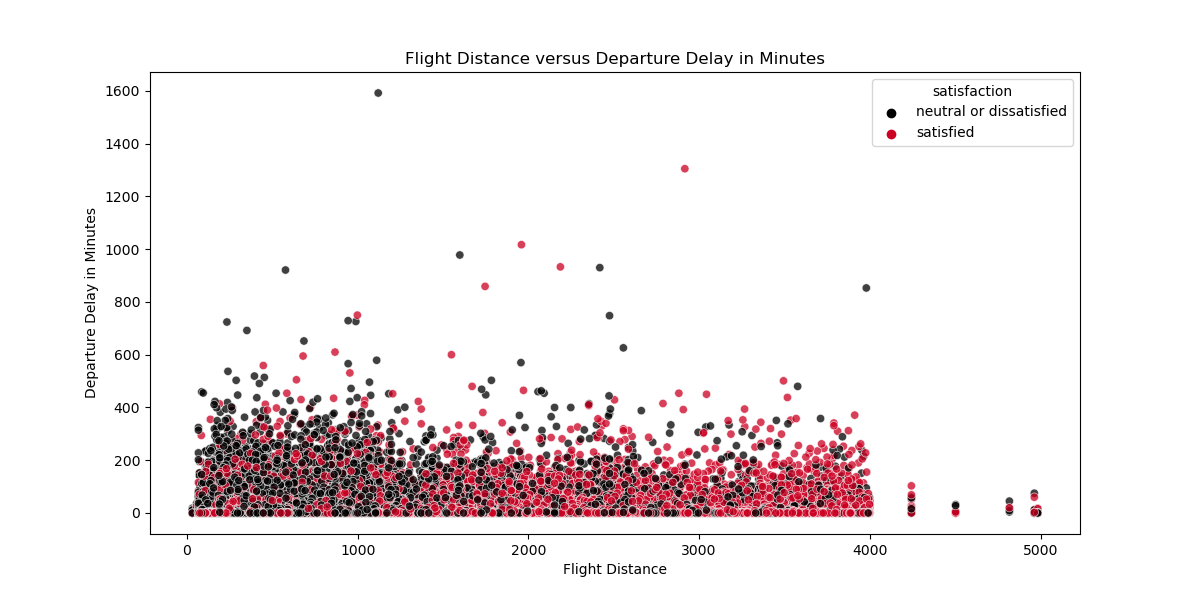 Flight Distance versus Departure Delay in Minutes
satisfaction
neutral or dissatisfied
satisfied
Departure Delay in Minutes
1600
1400
1200
1000
800
600
400
200
0
0 1000 2000 3000 4000 5000
Flight Distance